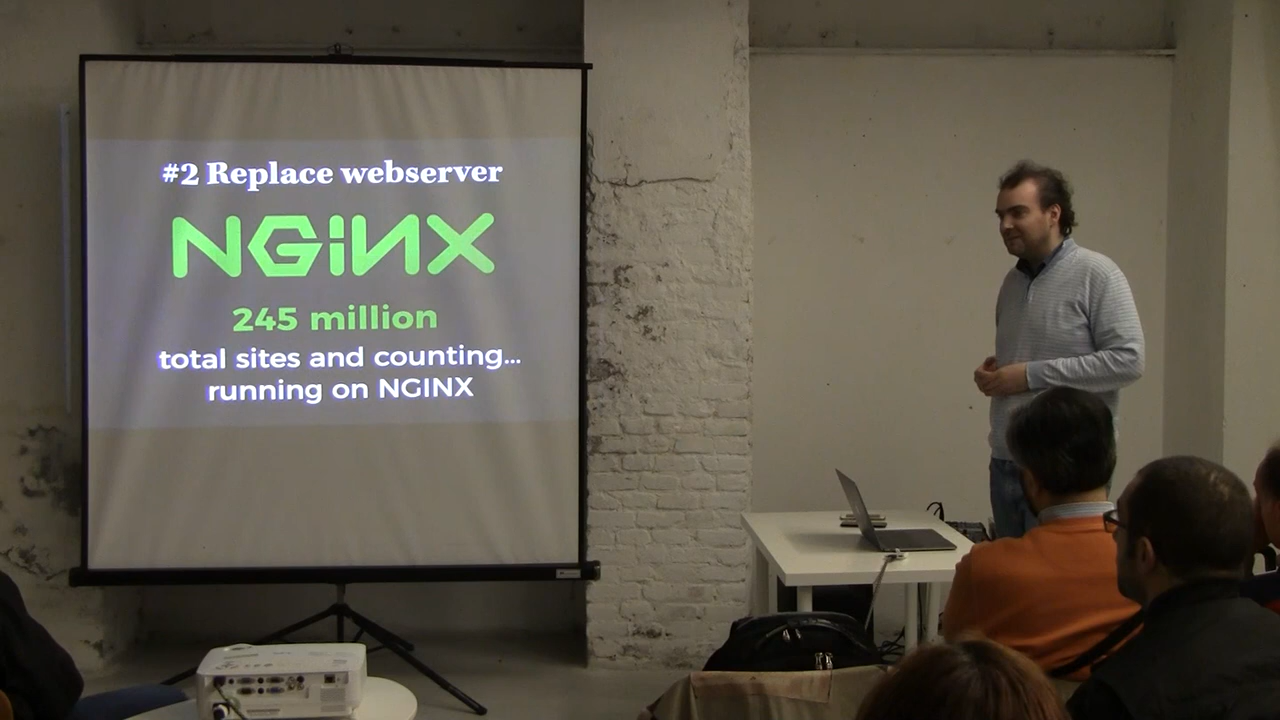 #2 Replace webserver
NGiNX
245 million
total sites and counting...
running on NGINX